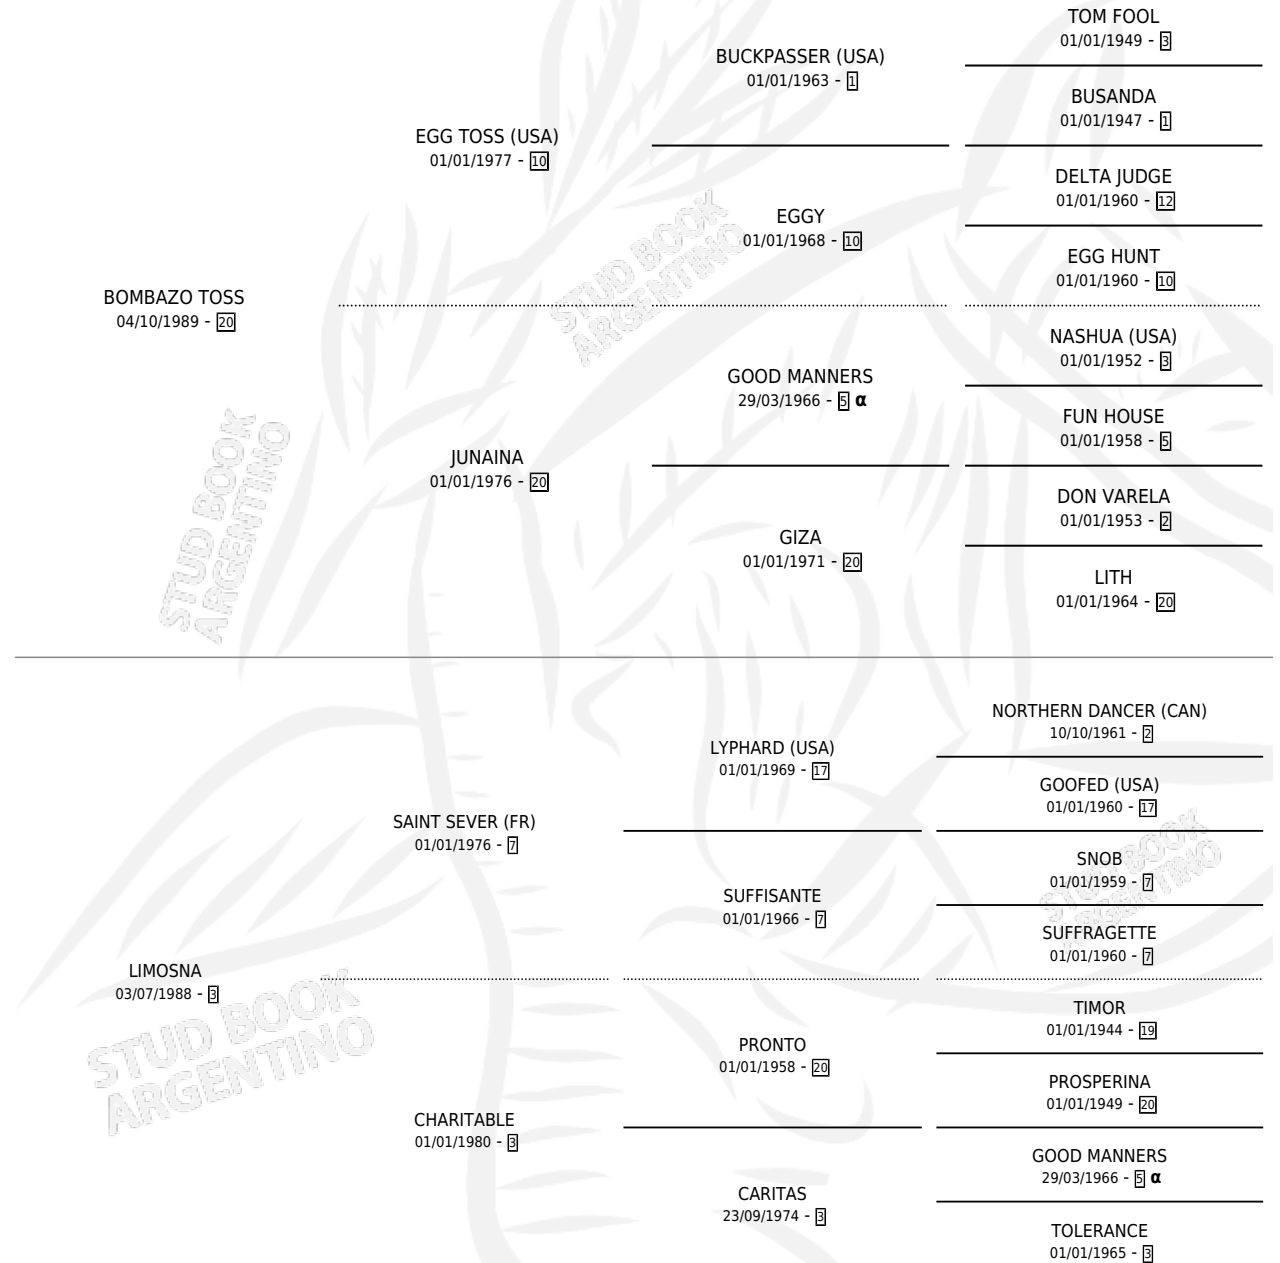 TOM FOOL
01/01/1949 - 3
BUCKPASSER (USA)
01/01/1963 - 1
BUSANDA
01/01/1947 - 1
EGG TOSS (USA)
01/01/1977 - 10
DELTA JUDGE
01/01/1960 - 12
EGGY
01/01/1968 - 10
EGG HUNT
01/01/1960 - 10
BOMBAZO TOSS
04/10/1989 - 20
NASHUA (USA)
01/01/1952 - 3
GOOD MANNERS
29/03/1966 - 5 α
FUN HOUSE
01/01/1958 - 5
JUNAINA
01/01/1976 - 20
DON VARELA
01/01/1953 - 2
GIZA
01/01/1971 - 20
LITH
01/01/1964 - 20
NORTHERN DANCER (CAN)
10/10/1961 - 2
LYPHARD (USA)
01/01/1969 - 17
GOOFED (USA)
01/01/1960 - 17
SAINT SEVER (FR)
01/01/1976 - 7
SNOB
01/01/1959 - 7
SUFFISANTE
01/01/1966 - 7
SUFFRAGETTE
01/01/1960 - 7
LIMOSNA
03/07/1988 - 3
TIMOR
01/01/1944 - 19
PRONTO
01/01/1958 - 20
PROSPERINA
01/01/1949 - 20
CHARITABLE
01/01/1980 - 3
GOOD MANNERS
29/03/1966 - 5 α
CARITAS
23/09/1974 - 3
TOLERANCE
01/01/1965 - 3
STUD BOOK
ARGENTINO
STUD BOOK
ARGENTINO
STUD BOOK
ARGENTINO
STUD BOOK
ARGENTINO